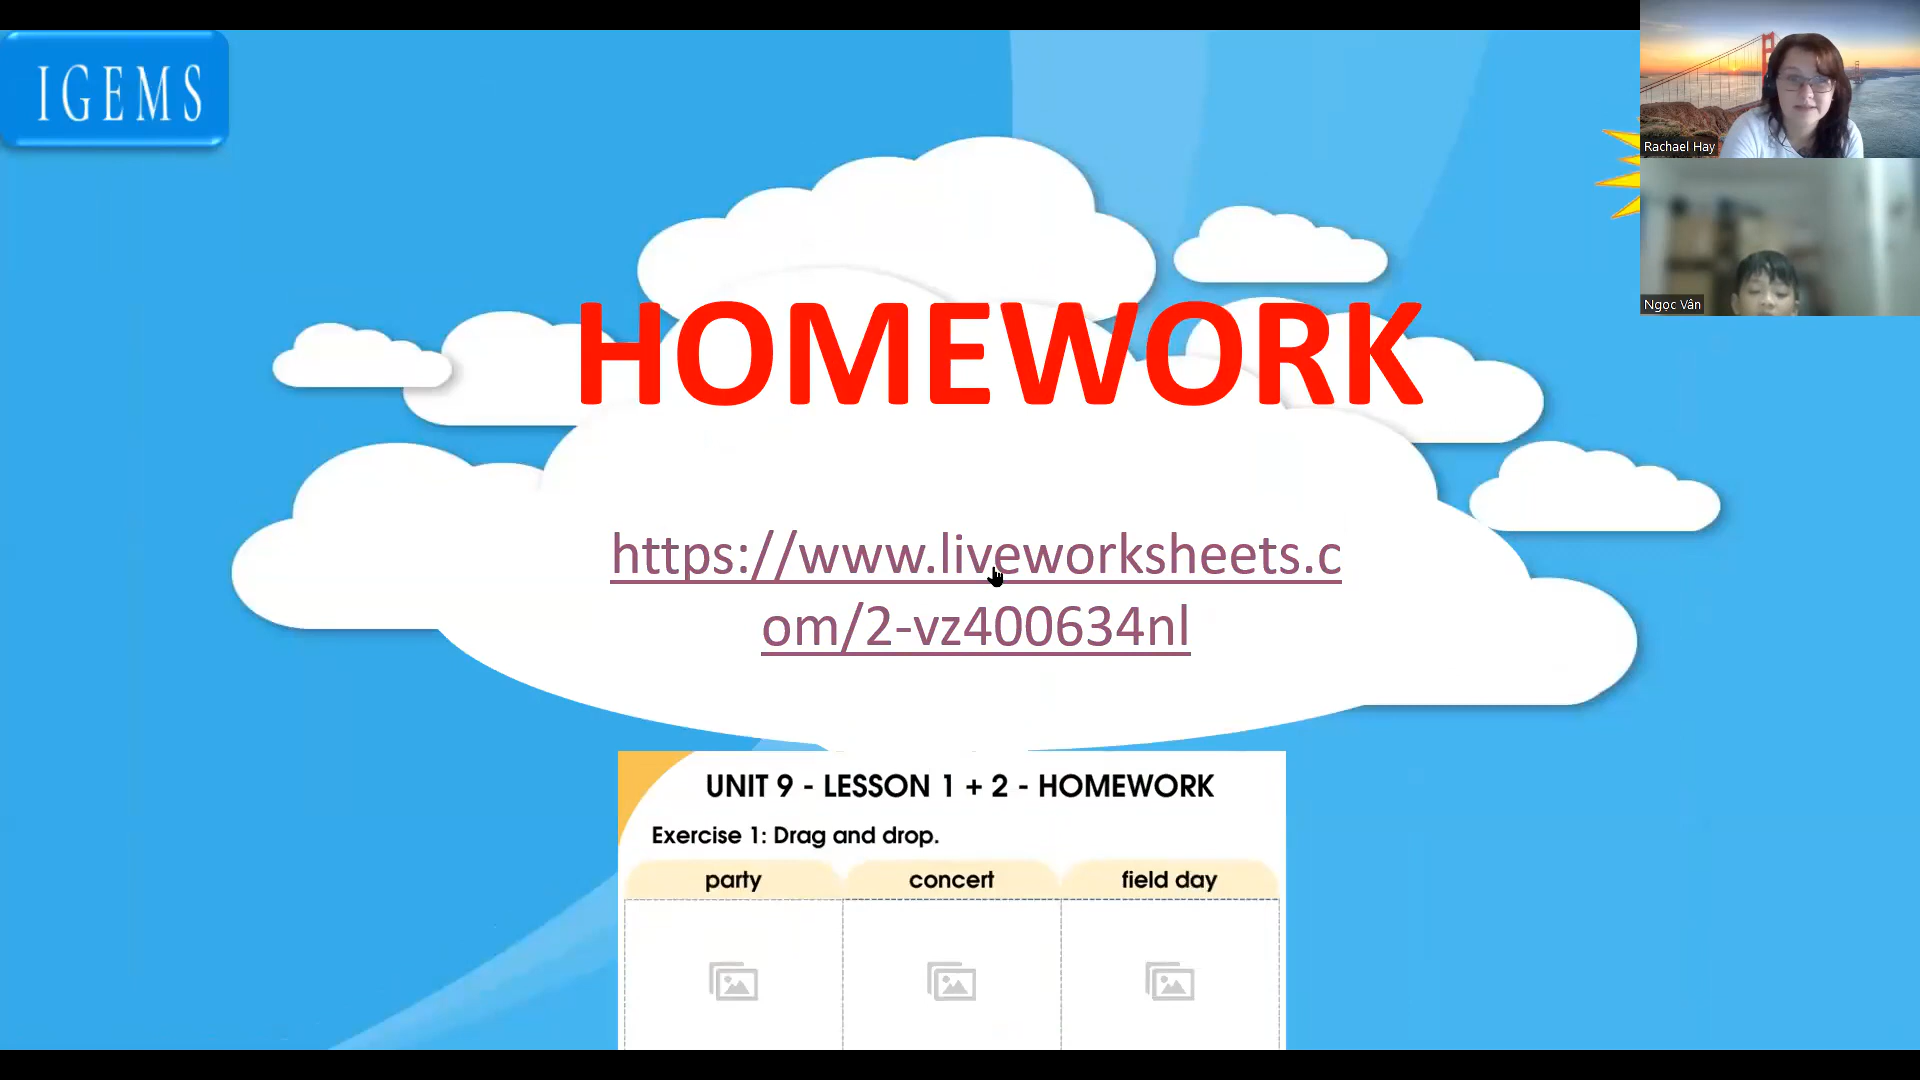 IGEMS
Rachael Hay
Ngọc Vân
HOMEWORK
https://www.liveworksheets.c
om/2-vz400634nl
UNIT 9 - LESSON 1 + 2 - HOMEWORK
Exercise 1: Drag and drop.
party concert field day